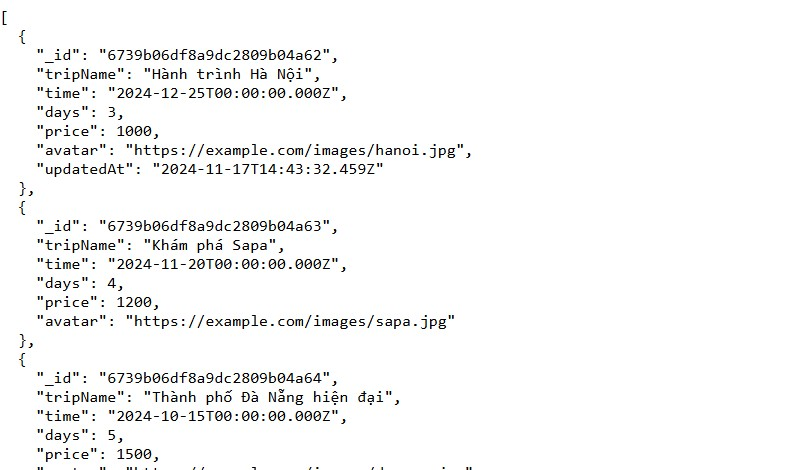 [
  {
    "_id": "6739b06df8a9dc2809b04a62",
    "tripName": "Hành trình Hà Nội",
    "time": "2024-12-25T00:00:00.000Z",
    "days": 3,
    "price": 1000,
    "avatar": "https://example.com/images/hanoi.jpg",
    "updatedAt": "2024-11-17T14:43:32.459Z"
  },
  {
    "_id": "6739b06df8a9dc2809b04a63",
    "tripName": "Khám phá Sapa",
    "time": "2024-11-20T00:00:00.000Z",
    "days": 4,
    "price": 1200,
    "avatar": "https://example.com/images/sapa.jpg"
  },
  {
    "_id": "6739b06df8a9dc2809b04a64",
    "tripName": "Thành phố Đà Nẵng hiện đại",
    "time": "2024-10-15T00:00:00.000Z",
    "days": 5,
    "price": 1500,